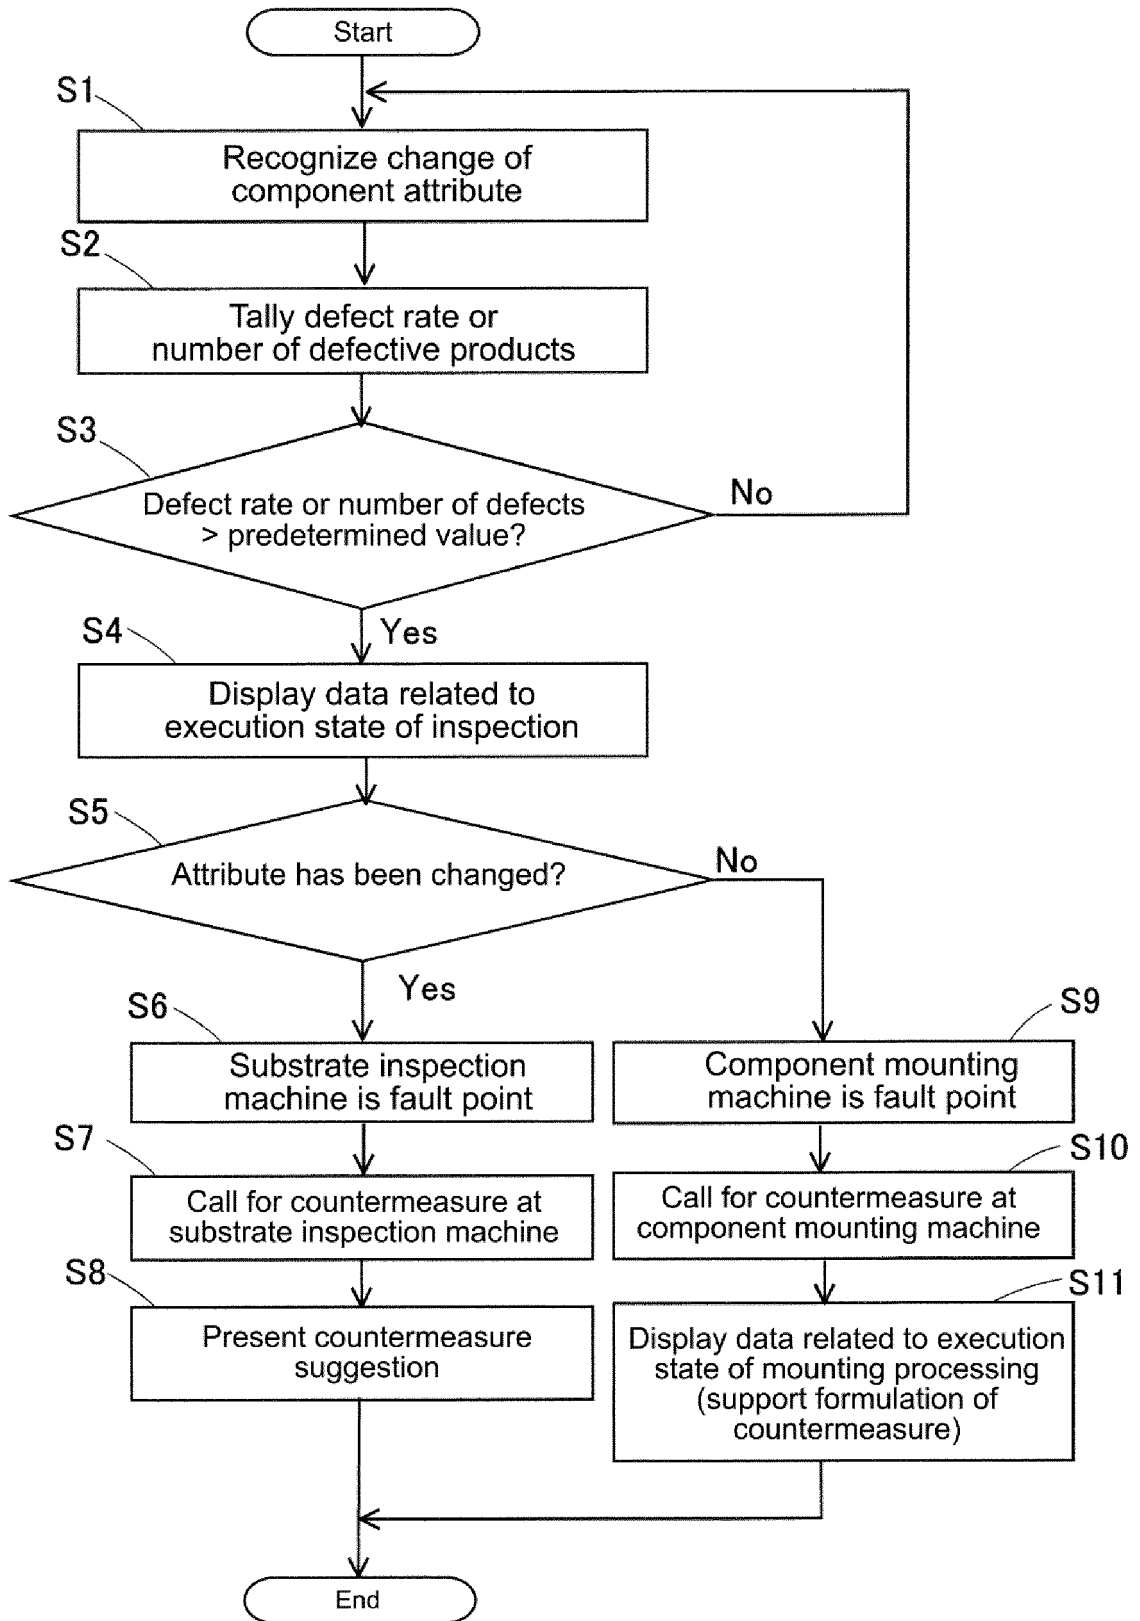 Start
S1
Recognize change of
component attribute
S2
Tally defect rate or
number of defective products
S3
Defect rate or number of defects
> predetermined value?
No
Yes
S4
Display data related to
execution state of inspection
S5
Attribute has been changed?
No
Yes
S6
Substrate inspection
machine is fault point
S9
Component mounting
machine is fault point
S7
Call for countermeasure at
substrate inspection machine
S10
Call for countermeasure at
component mounting machine
S8
Present countermeasure
suggestion
S11
Display data related to execution
state of mounting processing
(support formulation of
countermeasure)
End